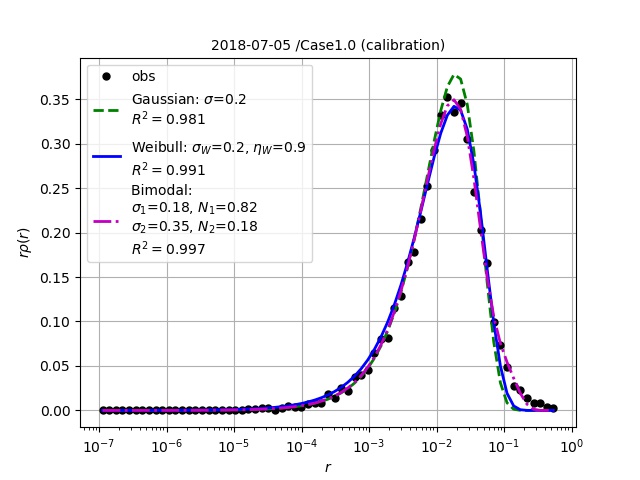 2018-07-05 /Case1.0 (calibration)
obs
Gaussian: σ=0.2
R² = 0.981
Weibull: σ_W=0.2, η_W=0.9
R² = 0.991
Bimodal:
σ₁=0.18, N₁=0.82
σ₂=0.35, N₂=0.18
R² = 0.997
rp(r)
0.35
0.30
0.25
0.20
0.15
0.10
0.05
0.00
10⁻⁷ 10⁻⁶ 10⁻⁵ 10⁻⁴ 10⁻³ 10⁻² 10⁻¹ 10⁰
r